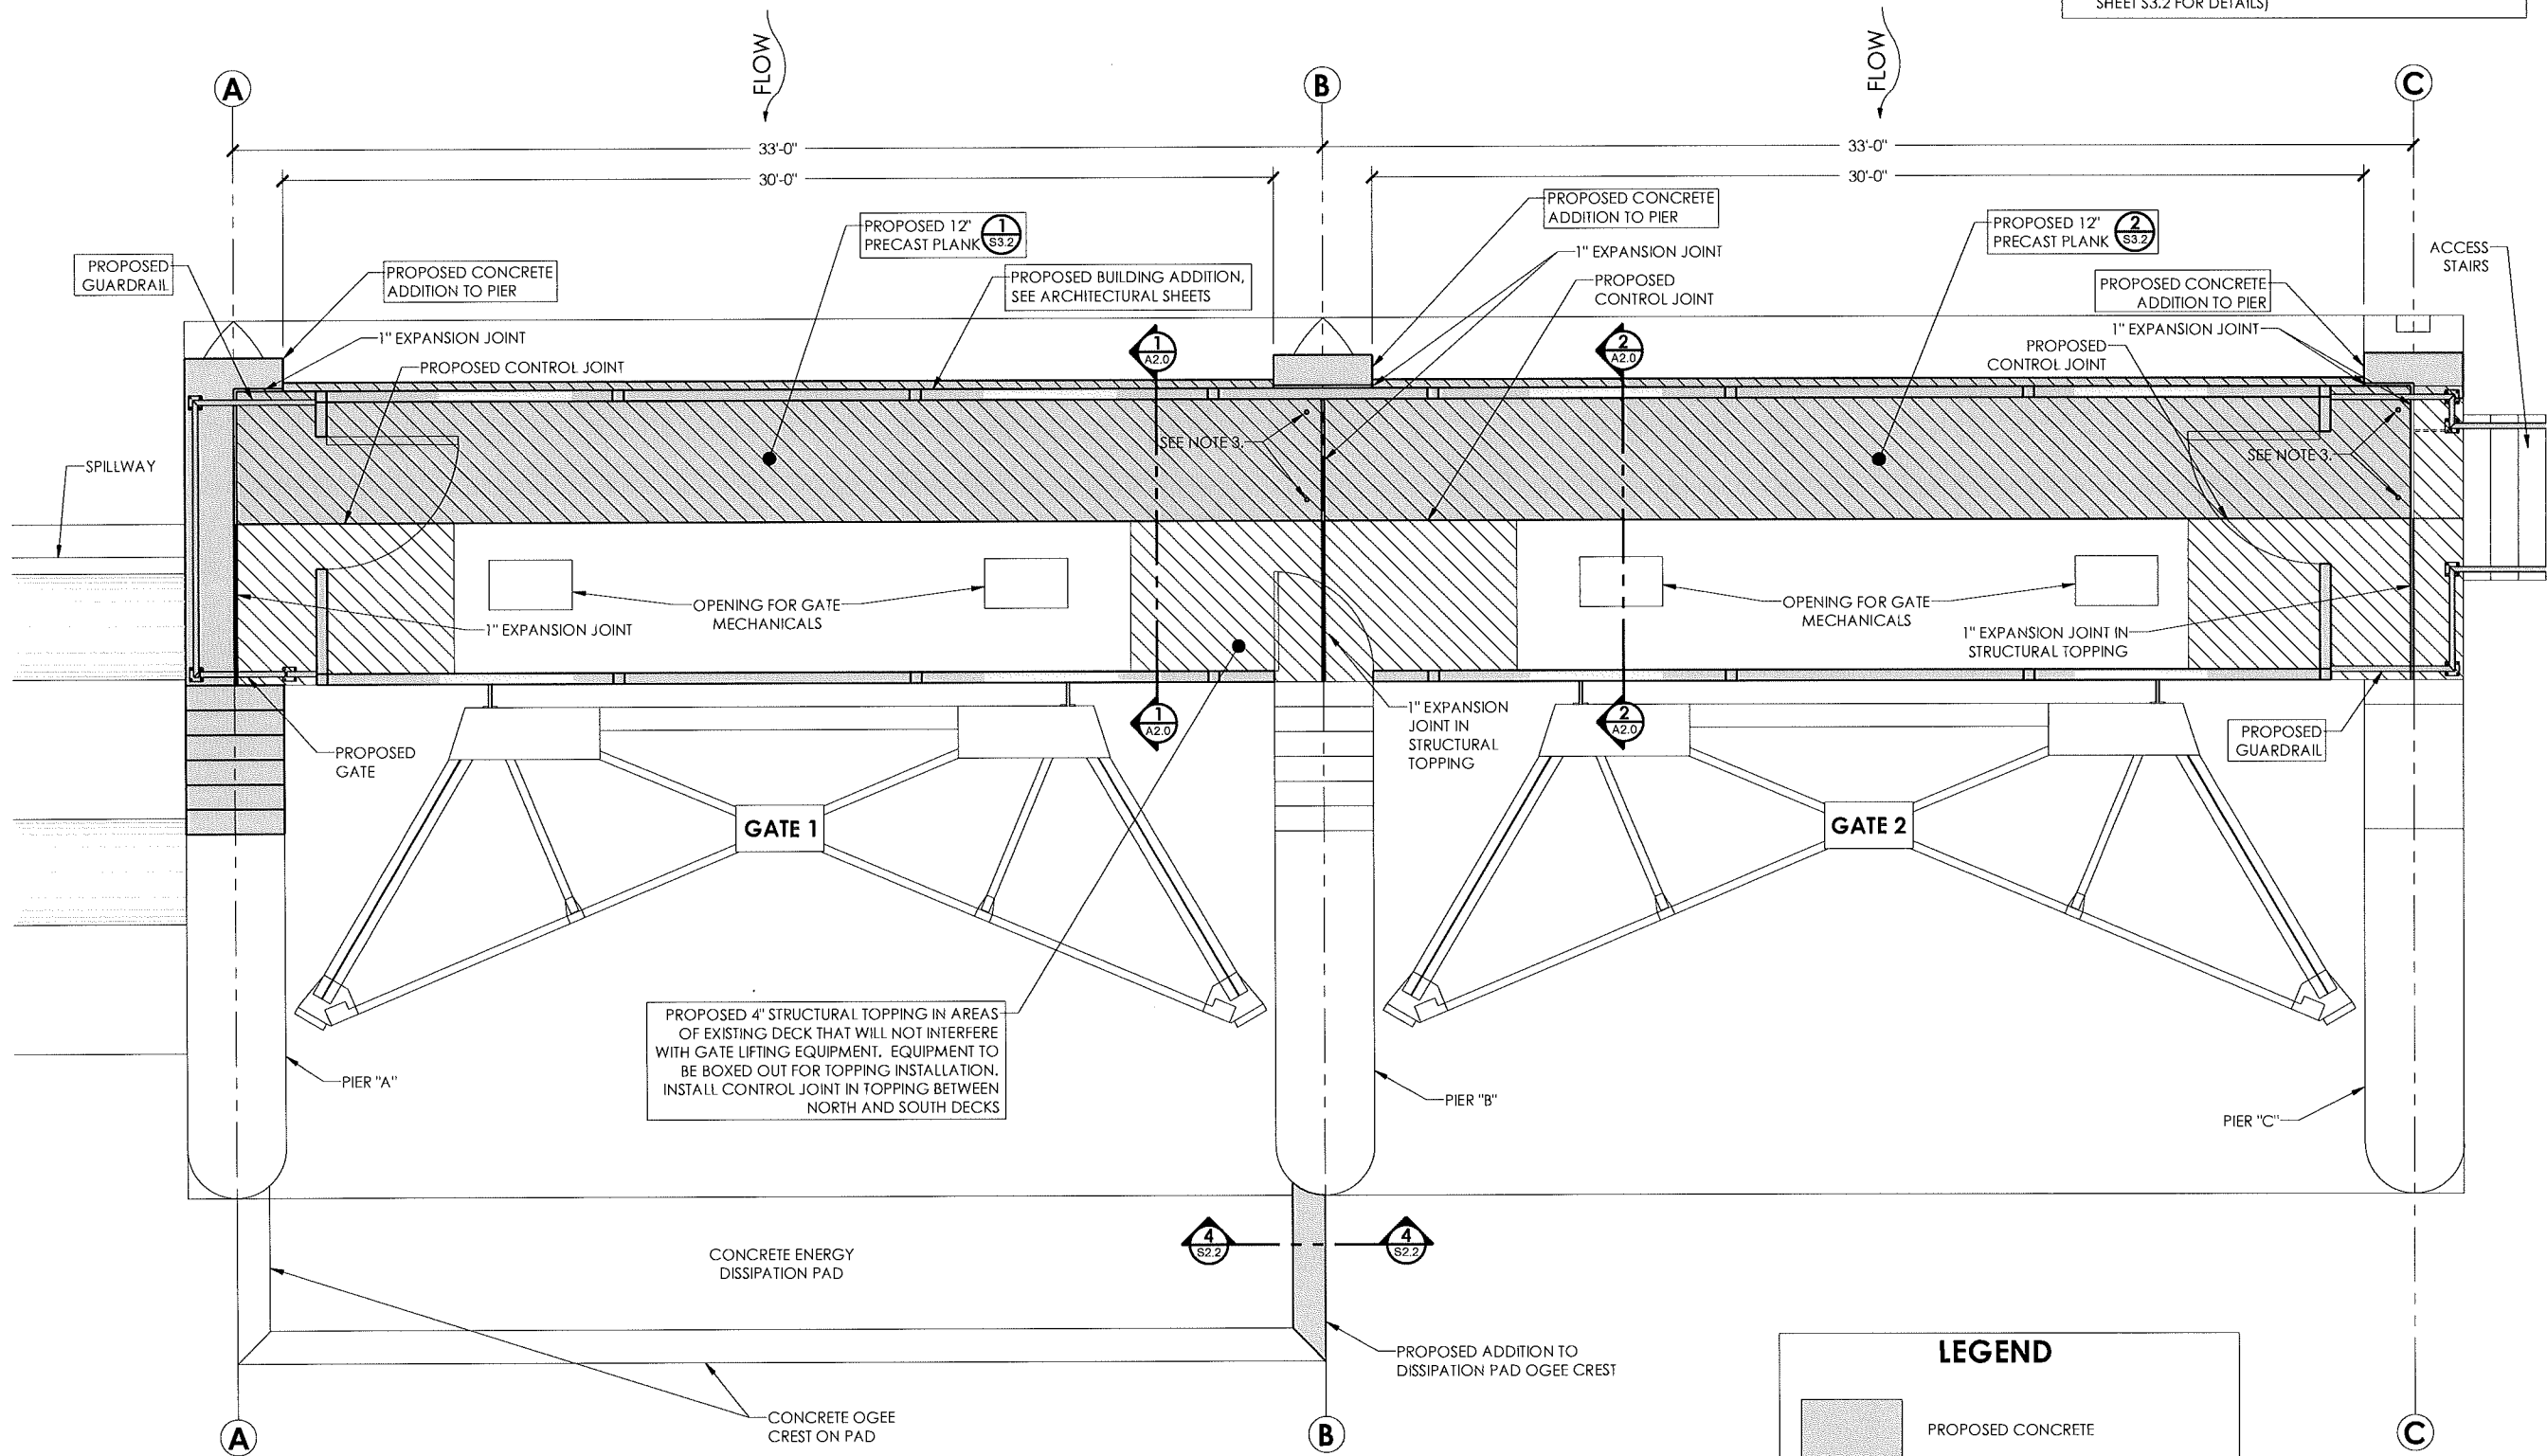 SHEET S3.2 FOR DETAILS)
FLOW
FLOW
A
B
C
33'-0"
33'-0"
30'-0"
30'-0"
PROPOSED
GUARDRAIL
PROPOSED CONCRETE
ADDITION TO PIER
PROPOSED 12"
PRECAST PLANK
1
S3.2
PROPOSED BUILDING ADDITION,
SEE ARCHITECTURAL SHEETS
PROPOSED CONCRETE
ADDITION TO PIER
1" EXPANSION JOINT
PROPOSED
CONTROL JOINT
PROPOSED 12"
PRECAST PLANK
2
S3.2
PROPOSED CONCRETE
ADDITION TO PIER
ACCESS
STAIRS
1" EXPANSION JOINT
PROPOSED
CONTROL JOINT
1" EXPANSION JOINT
PROPOSED CONTROL JOINT
1
A2.0
2
A2.0
SPILLWAY
SEE NOTE 3.
SEE NOTE 3.
OPENING FOR GATE
MECHANICALS
1" EXPANSION JOINT
OPENING FOR GATE
MECHANICALS
1" EXPANSION JOINT IN
STRUCTURAL TOPPING
PROPOSED
GATE
1
A2.0
1" EXPANSION
JOINT IN
STRUCTURAL
TOPPING
2
A2.0
PROPOSED
GUARDRAIL
GATE 1
GATE 2
PROPOSED 4" STRUCTURAL TOPPING IN AREAS
OF EXISTING DECK THAT WILL NOT INTERFERE
WITH GATE LIFTING EQUIPMENT. EQUIPMENT TO
BE BOXED OUT FOR TOPPING INSTALLATION.
INSTALL CONTROL JOINT IN TOPPING BETWEEN
NORTH AND SOUTH DECKS
PIER "A"
PIER "B"
PIER "C"
CONCRETE ENERGY
DISSIPATION PAD
4
S2.2
4
S2.2
PROPOSED ADDITION TO
DISSIPATION PAD OGEE CREST
CONCRETE OGEE
CREST ON PAD
LEGEND
PROPOSED CONCRETE
A
B
C